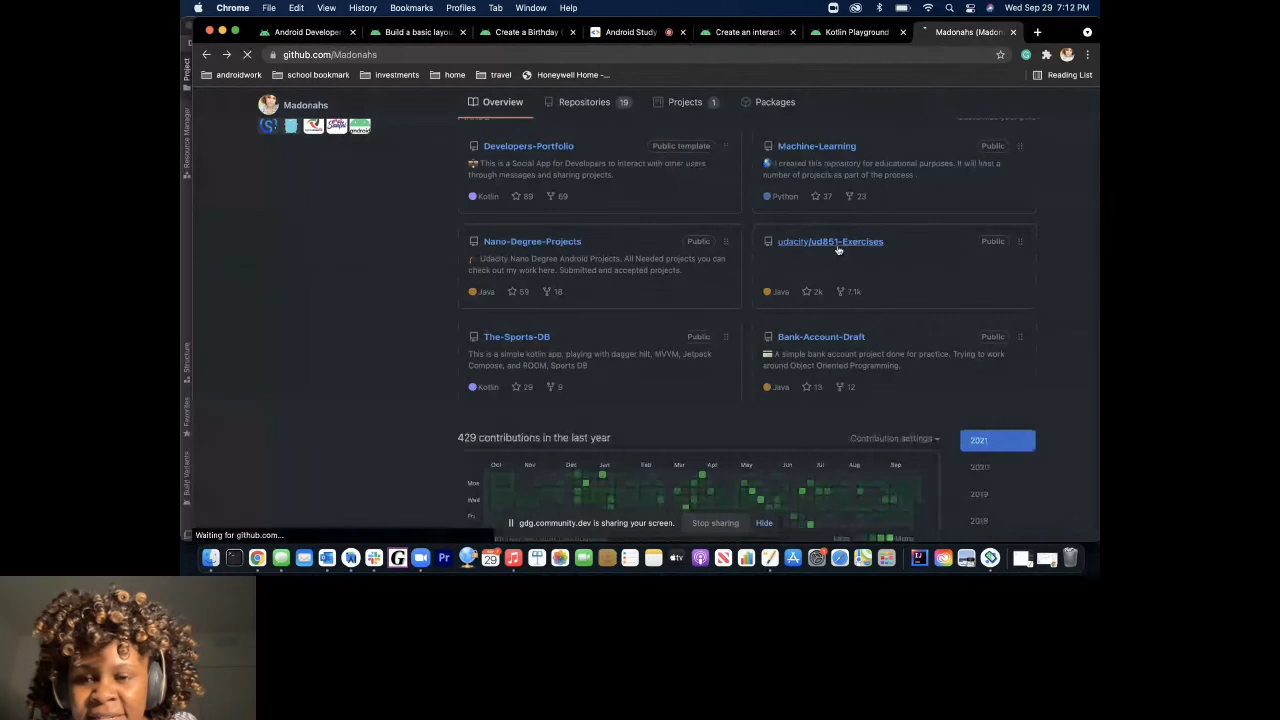 Chrome File Edit View History Bookmarks Profiles Tab Window Help Wed Sep 29 7:12 PM
Android Developer Build a basic layou Create a Birthday ( Android Study Create an interacti Kotlin Playground Madonahs (Madon
github.com/Madonahs
androidwork school bookmark investments home travel Honeywell Home -... Reading List
Madonahs Overview Repositories 19 Projects 1 Packages
Project
Resource Manager
Structure
Favorites
Build Variants
Developers-Portfolio Public template
This is a Social App for Developers to interact with other users
through messages and sharing projects.
Kotlin 89 69
Machine-Learning Public
I created this repository for educational purposes. It will host a
number of projects as part of the process .
Python 37 23
Nano-Degree-Projects Public
Udacity Nano Degree Android Projects. All Needed projects you can
check out my work here. Submitted and accepted projects.
Java 59 18
udacity/ud851-Exercises Public
Java 2k 7.1k
The-Sports-DB Public
This is a simple kotlin app, playing with dagger hilt, MVVM, Jetpack
Compose, and ROOM, Sports DB
Kotlin 29 9
Bank-Account-Draft Public
A simple bank account project done for practice. Trying to work
around Object Oriented Programming.
Java 13 12
429 contributions in the last year Contribution settings
2021
2020
2019
2018
Oct Nov Dec Jan Feb Mar Apr May Jun Jul Aug Sep
Mon
Wed
Fri
gdg.community.dev is sharing your screen. Stop sharing Hide
Waiting for github.com...
Less More